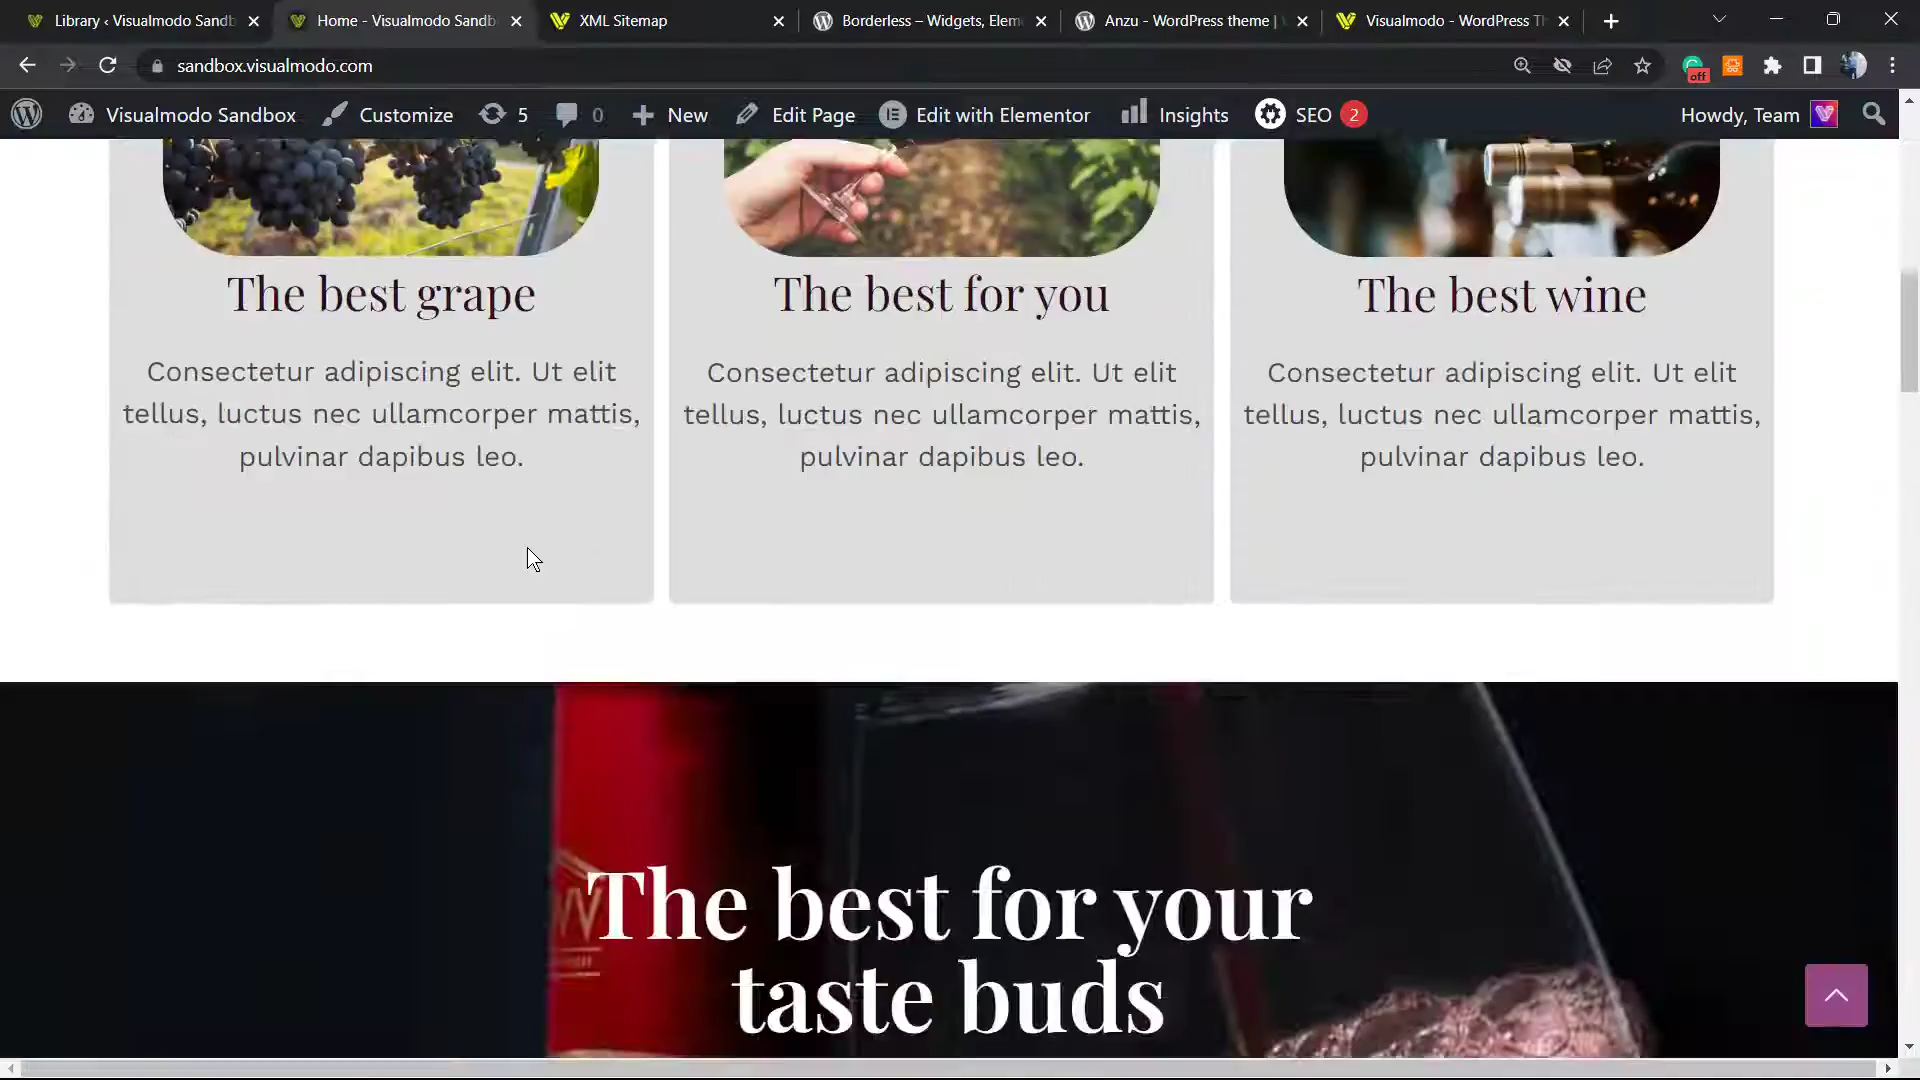 Library ‹ Visualmodo Sandb
Home - Visualmodo Sandb
XML Sitemap
Borderless – Widgets, Elem
Anzu - WordPress theme |
Visualmodo - WordPress Th
sandbox.visualmodo.com
off
Visualmodo Sandbox
Customize
5
0
New
Edit Page
Edit with Elementor
Insights
SEO 2
Howdy, Team
The best grape
Consectetur adipiscing elit. Ut elit
tellus, luctus nec ullamcorper mattis,
pulvinar dapibus leo.
The best for you
Consectetur adipiscing elit. Ut elit
tellus, luctus nec ullamcorper mattis,
pulvinar dapibus leo.
The best wine
Consectetur adipiscing elit. Ut elit
tellus, luctus nec ullamcorper mattis,
pulvinar dapibus leo.
The best for your
taste buds